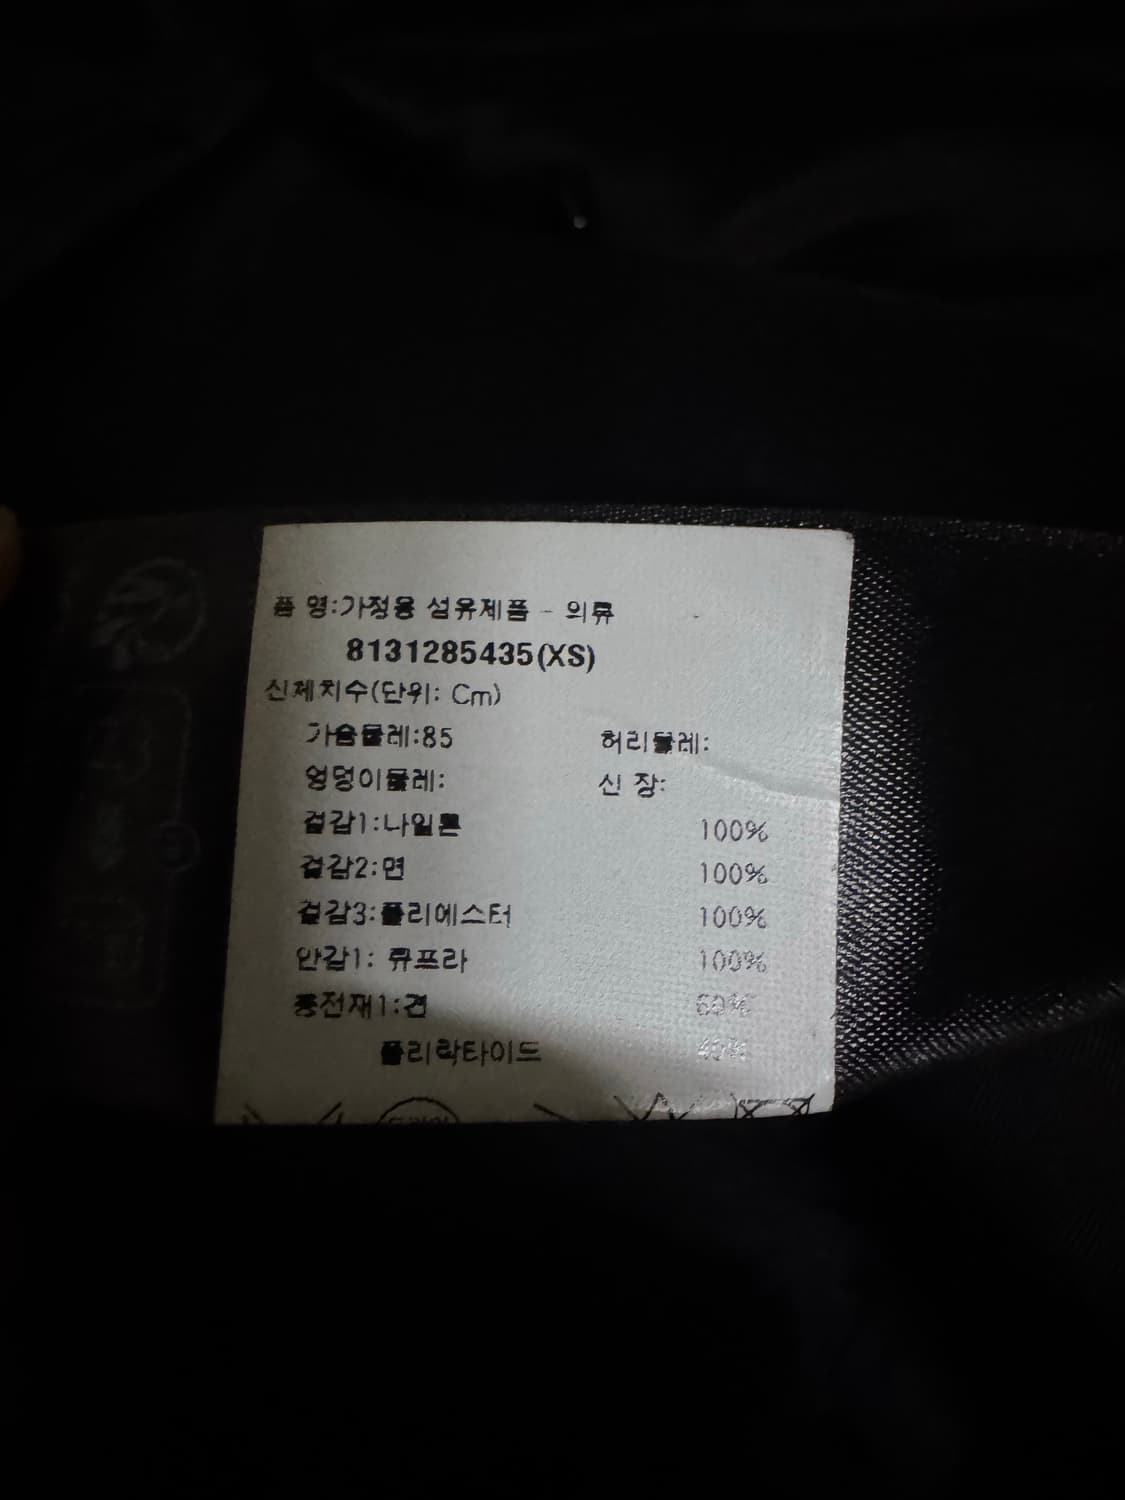 품 명:가정용 섬유제품 - 의류
8131285435(XS)
신체치수(단위: Cm)
가슴둘레:85 허리둘레:
엉덩이둘레: 신 장:
겉감1:나일론 100%
겉감2:면 100%
겉감3:폴리에스터 100%
안감1: 큐프라 100%
충전재1:견 60%
폴리락타이드 40%